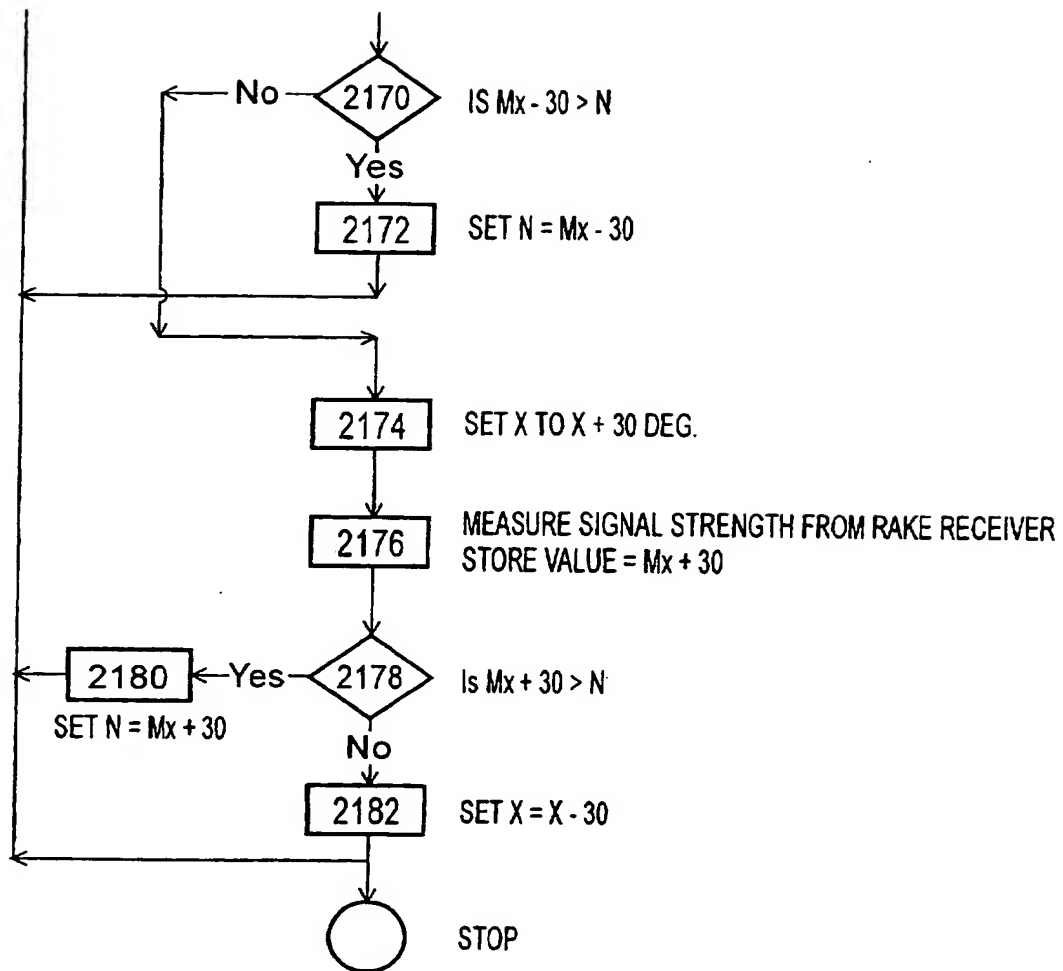 No 2170 IS Mx - 30 > N
Yes
2172 SET N = Mx - 30
2174 SET X TO X + 30 DEG.
2176 MEASURE SIGNAL STRENGTH FROM RAKE RECEIVER
STORE VALUE = Mx + 30
2180 Yes 2178 Is Mx + 30 > N
SET N = Mx + 30
No
2182 SET X = X - 30
STOP